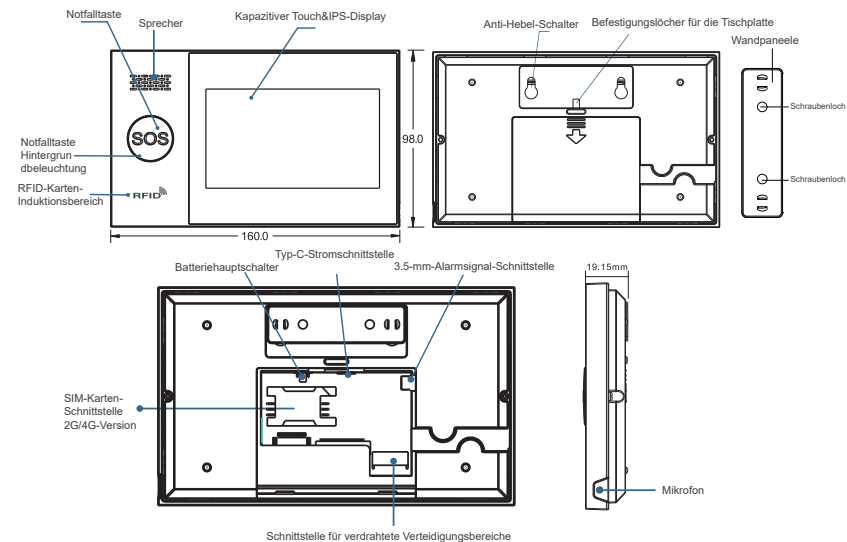 Notfalltaste
Sprecher
Kapazitiver Touch&IPS-Display
SOS
Notfalltaste
Hintergrun
dbeleuchtung
RFID-Karten-
Induktionsbereich
RFID
98.0
160.0
Anti-Hebel-Schalter
Befestigungslöcher für die Tischplatte
Wandpaneele
Schraubenloch
Schraubenloch
Typ-C-Stromschnittstelle
Batteriehauptschalter
3.5-mm-Alarmsignal-Schnittstelle
SIM-Karten-
Schnittstelle
2G/4G-Version
Schnittstelle für verdrahtete Verteidigungsbereiche
19.15mm
Mikrofon